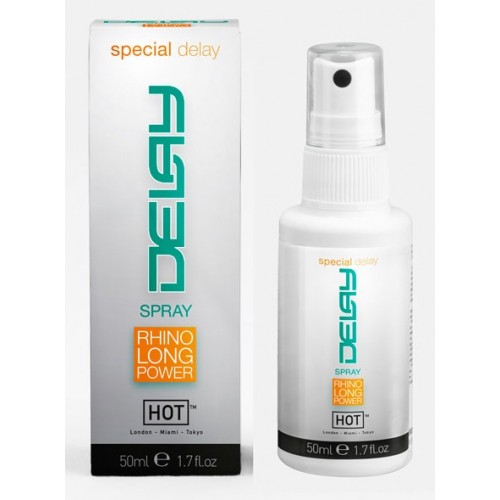 special delay
DELAY
SPRAY
RHINO
LONG
POWER
HOT™
London - Miami - Tokyo
50ml e 1.7 fl.oz
special delay
DELAY
SPRAY
RHINO
LONG
POWER
HOT™
London - Miami - Tokyo
50ml e 1.7 fl.oz